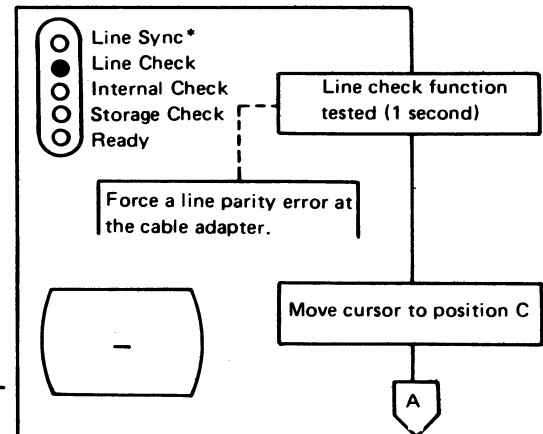 Line Sync*
Line Check
Internal Check
Storage Check
Ready
Line check function
tested (1 second)
Force a line parity error at
the cable adapter.
Move cursor to position C
A